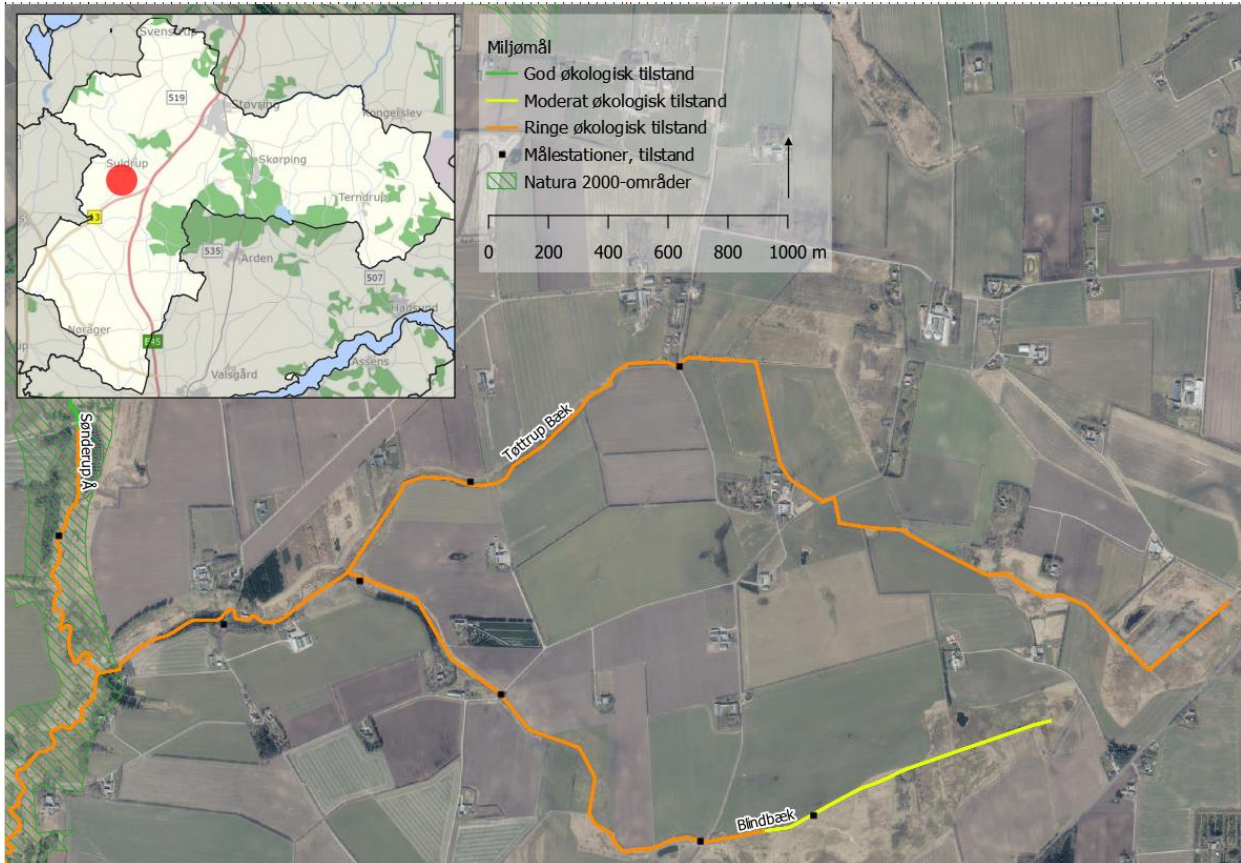 Svenstrup
519
Støvring
Kongerslev
Suldrup
Skørping
Terndrup
13
535
Arden
507
Hadsund
Nørager
E45
Valsgård
Assens
Miljømål
God økologisk tilstand
Moderat økologisk tilstand
Ringe økologisk tilstand
Målestationer, tilstand
Natura 2000-områder
0 200 400 600 800 1000 m
Sønderup Å
Tøttrup Bæk
Blindbæk